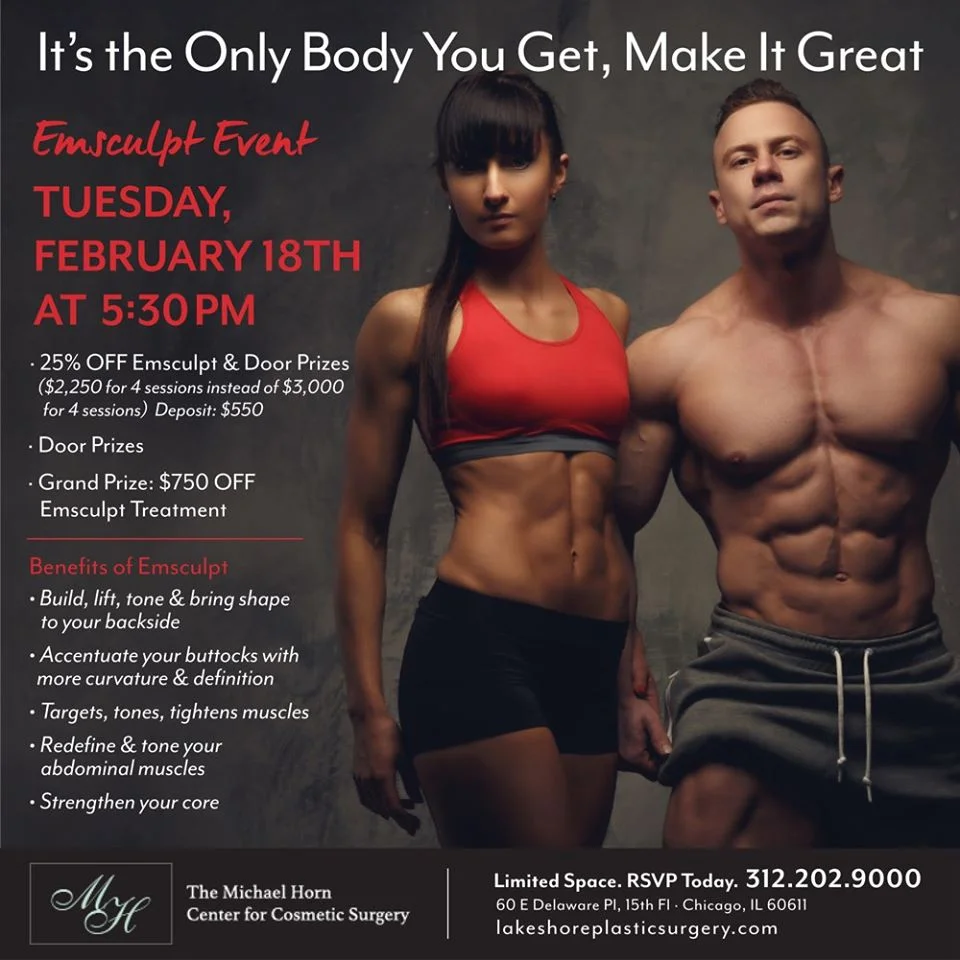 It's the Only Body You Get, Make It Great
Emsculpt Event
TUESDAY,
FEBRUARY 18TH
AT 5:30 PM
· 25% OFF Emsculpt & Door Prizes
($2,250 for 4 sessions instead of $3,000
for 4 sessions) Deposit: $550
· Door Prizes
· Grand Prize: $750 OFF
Emsculpt Treatment
Benefits of Emsculpt
• Build, lift, tone & bring shape
to your backside
• Accentuate your buttocks with
more curvature & definition
• Targets, tones, tightens muscles
• Redefine & tone your
abdominal muscles
• Strengthen your core
MH
The Michael Horn
Center for Cosmetic Surgery
Limited Space. RSVP Today. 312.202.9000
60 E Delaware Pl, 15th Fl · Chicago, IL 60611
lakeshoreplasticsurgery.com